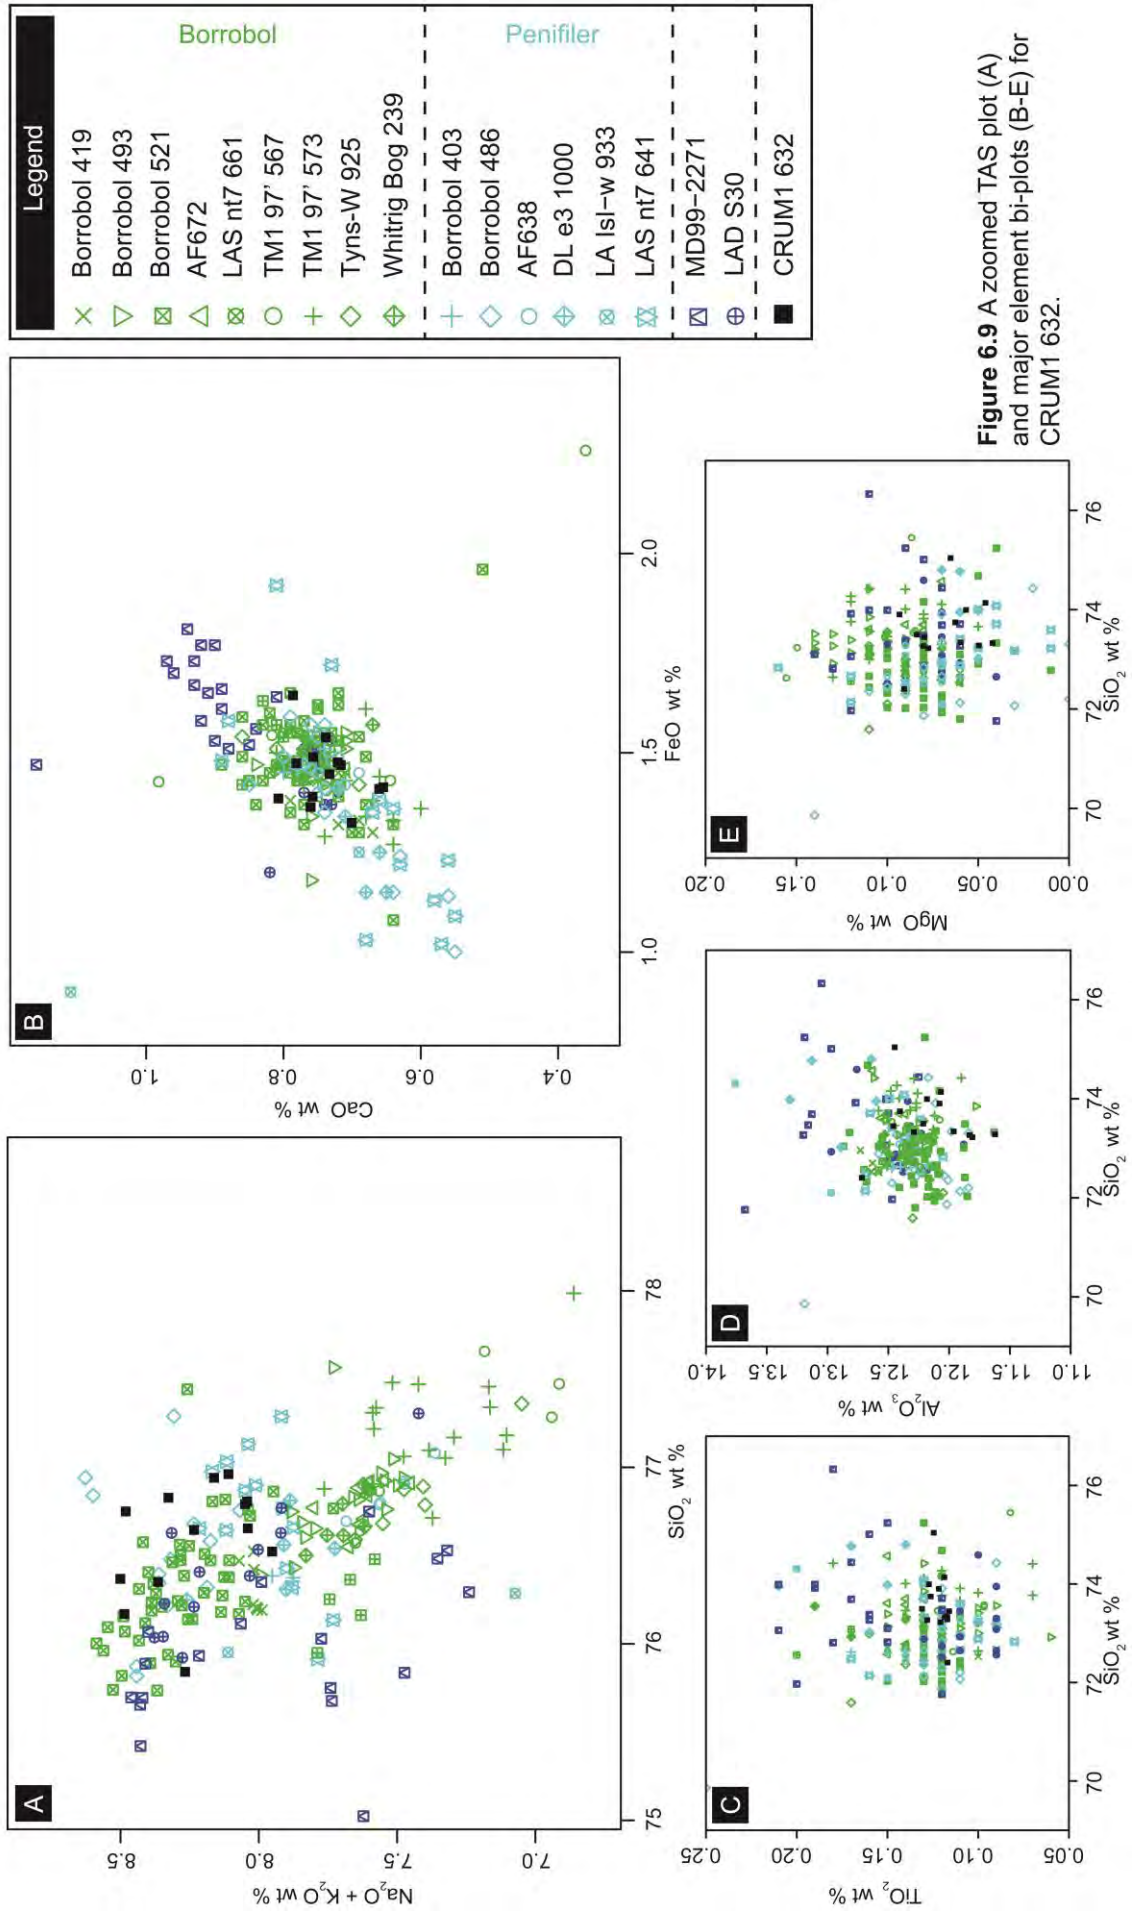 A
Na₂O + K₂O wt %
8.5
8.0
7.5
7.0
75
76
77
78
SiO₂ wt %
B
CaO wt %
1.0
0.8
0.6
0.4
1.0
1.5
2.0
FeO wt %
Legend
Borrobol 419
Borrobol 493
Borrobol 521
AF672
LAS nt7 661
TM1 97' 567
TM1 97' 573
Tyns-W 925
Whitrig Bog 239
Borrobol
Borrobol 403
Borrobol 486
AF638
DL e3 1000
LA Isl-w 933
LAS nt7 641
Penifiler
MD99-2271
LAD S30
CRUM1 632
C
TiO₂ wt %
0.25
0.20
0.15
0.10
0.05
70
72
74
76
SiO₂ wt %
D
Al₂O₃ wt %
14.0
13.5
13.0
12.5
12.0
11.5
11.0
70
72
74
76
SiO₂ wt %
E
MgO wt %
0.20
0.15
0.10
0.05
0.00
70
72
74
76
SiO₂ wt %
Figure 6.9 A zoomed TAS plot (A)
and major element bi-plots (B-E) for
CRUM1 632.